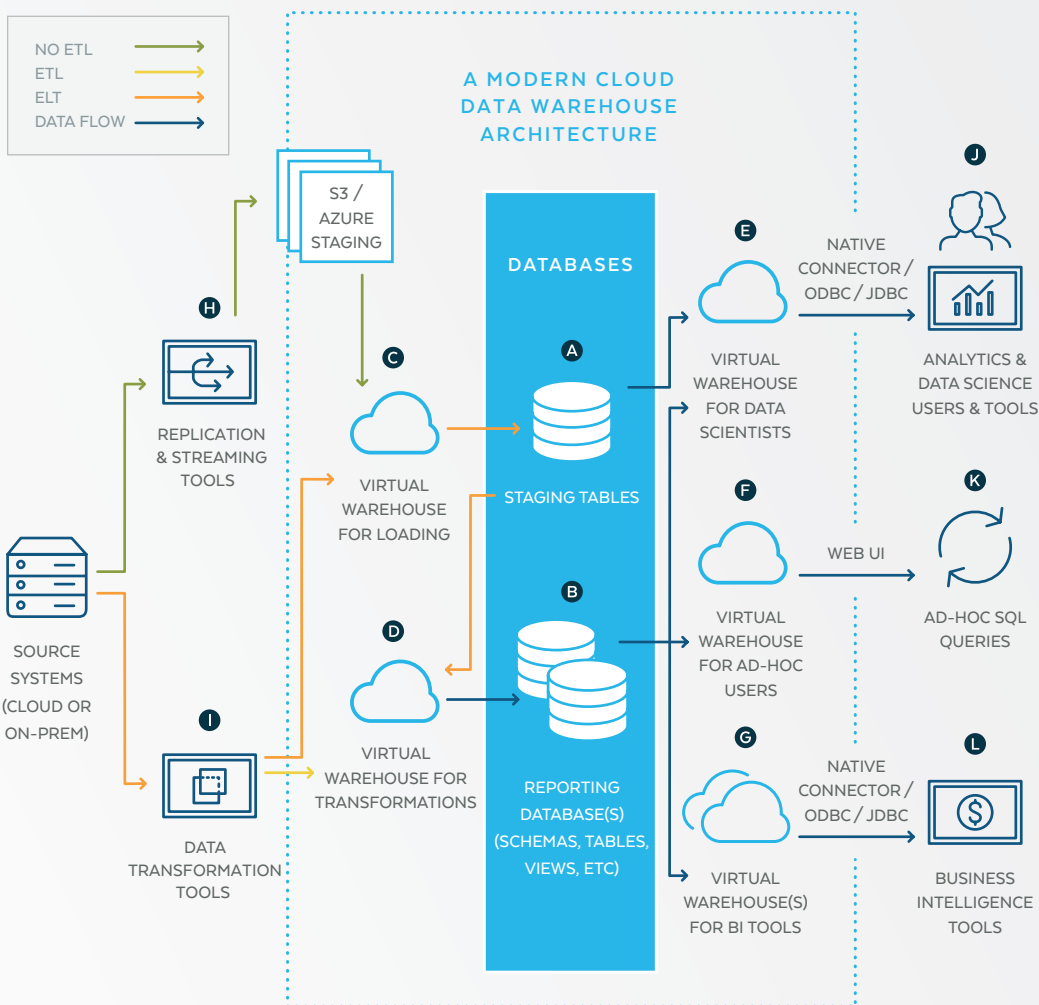 NO ETL
ETL
ELT
DATA FLOW
A MODERN CLOUD
DATA WAREHOUSE
ARCHITECTURE
S3 /
AZURE
STAGING
H
REPLICATION
& STREAMING
TOOLS
SOURCE
SYSTEMS
(CLOUD OR
ON-PREM)
I
DATA
TRANSFORMATION
TOOLS
C
VIRTUAL
WAREHOUSE
FOR LOADING
D
VIRTUAL
WAREHOUSE FOR
TRANSFORMATIONS
DATABASES
A
STAGING TABLES
B
REPORTING
DATABASE(S)
(SCHEMAS, TABLES,
VIEWS, ETC)
E
VIRTUAL
WAREHOUSE
FOR DATA
SCIENTISTS
NATIVE
CONNECTOR /
ODBC / JDBC
J
ANALYTICS &
DATA SCIENCE
USERS & TOOLS
F
VIRTUAL
WAREHOUSE
FOR AD-HOC
USERS
WEB UI
K
AD-HOC SQL
QUERIES
G
VIRTUAL
WAREHOUSE(S)
FOR BI TOOLS
NATIVE
CONNECTOR /
ODBC / JDBC
L
$
BUSINESS
INTELLIGENCE
TOOLS